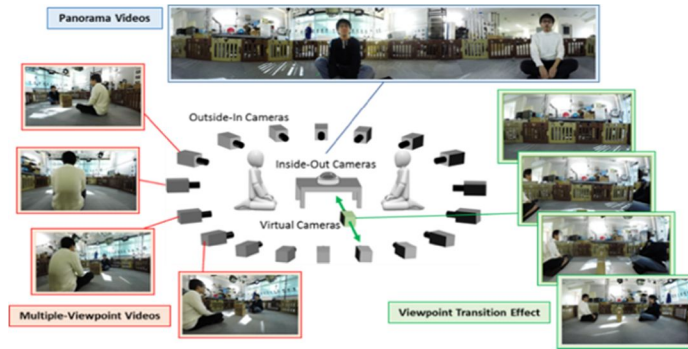 Panorama Videos
Outside-In Cameras
Inside-Out Cameras
Virtual Cameras
Multiple-Viewpoint Videos
Viewpoint Transition Effect